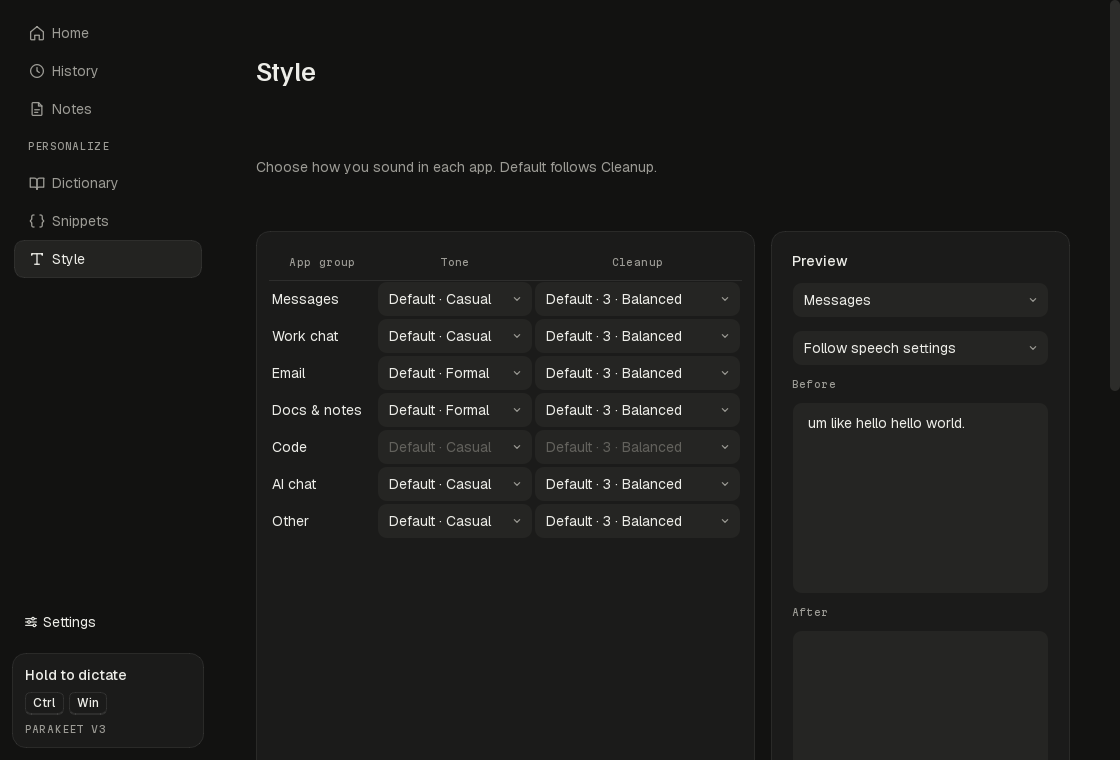 Home
History
Notes
PERSONALIZE
Dictionary
Snippets
Style
Settings
Hold to dictate
Ctrl Win
PARAKEET V3
Style
Choose how you sound in each app. Default follows Cleanup.
App group Tone Cleanup
Messages Default · Casual Default · 3 · Balanced
Work chat Default · Casual Default · 3 · Balanced
Email Default · Formal Default · 3 · Balanced
Docs & notes Default · Formal Default · 3 · Balanced
Code Default · Casual Default · 3 · Balanced
AI chat Default · Casual Default · 3 · Balanced
Other Default · Casual Default · 3 · Balanced
Preview
Messages
Follow speech settings
Before
um like hello hello world.
After